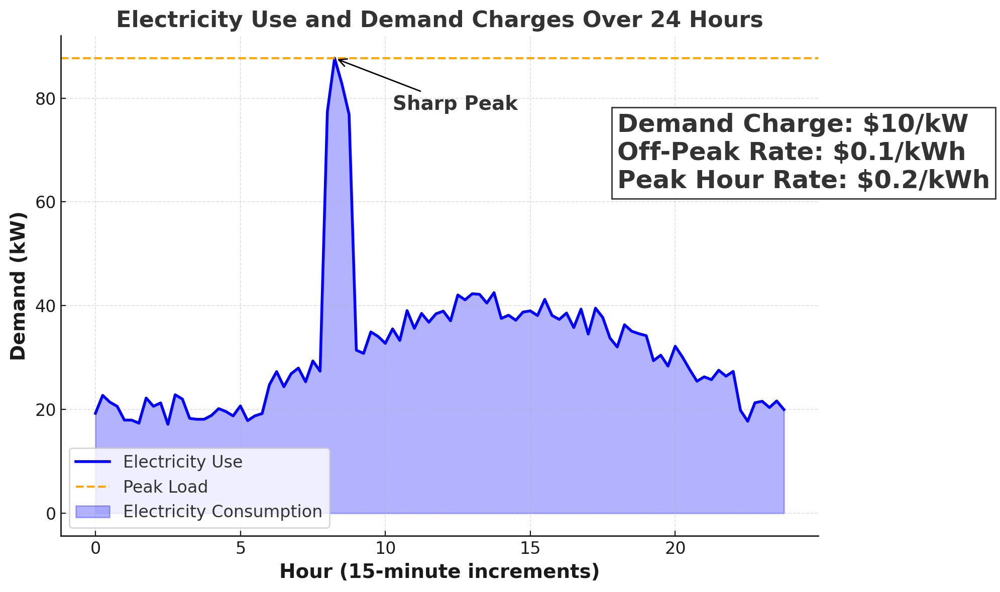 Electricity Use and Demand Charges Over 24 Hours
Sharp Peak
Demand Charge: $10/kW
Off-Peak Rate: $0.1/kWh
Peak Hour Rate: $0.2/kWh
Demand (kW)
80
60
40
20
0
Electricity Use
Peak Load
Electricity Consumption
0 5 10 15 20
Hour (15-minute increments)